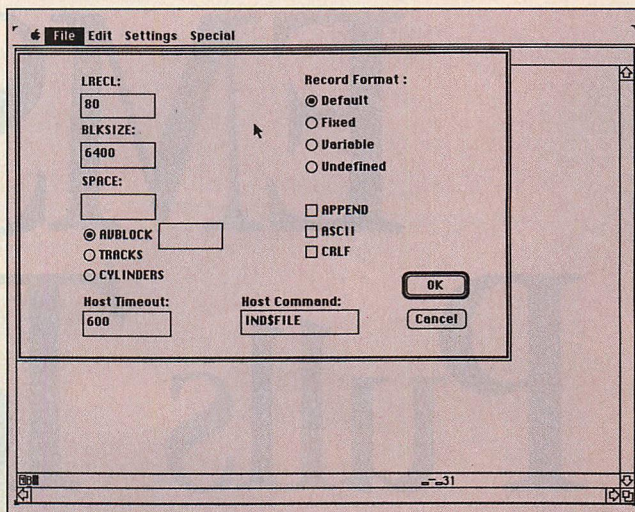 File Edit Settings Special
LRECL:
80
BLKSIZE:
6400
SPACE:
AVBLOCK
TRACKS
CYLINDERS
Host Timeout:
600
Record Format :
Default
Fixed
Variable
Undefined
APPEND
ASCII
CRLF
Host Command:
IND$FILE
OK
Cancel
31